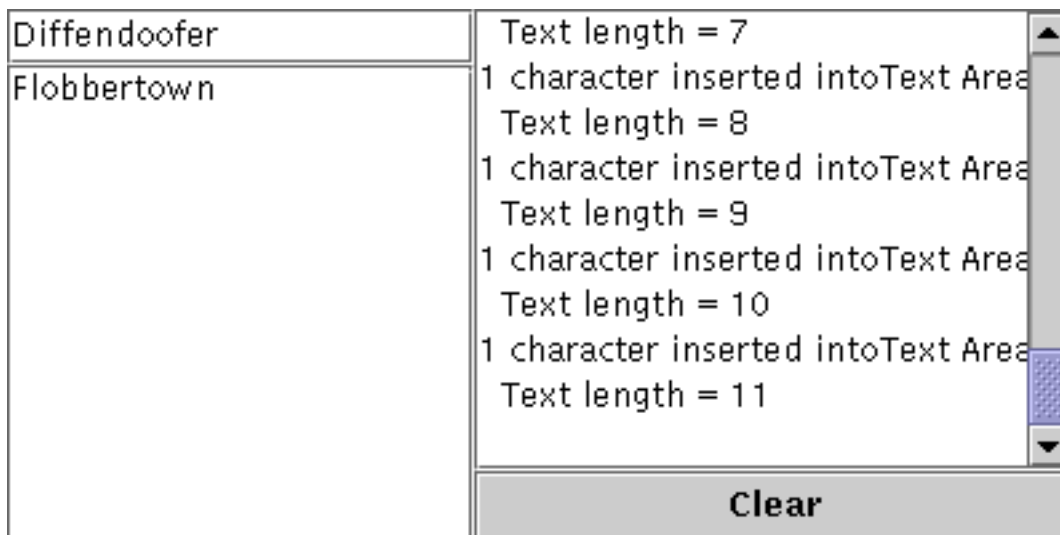 Diffendoofer
Flobbertown
Text length = 7
1 character inserted intoText Area
Text length = 8
1 character inserted intoText Area
Text length = 9
1 character inserted intoText Area
Text length = 10
1 character inserted intoText Area
Text length = 11
Clear